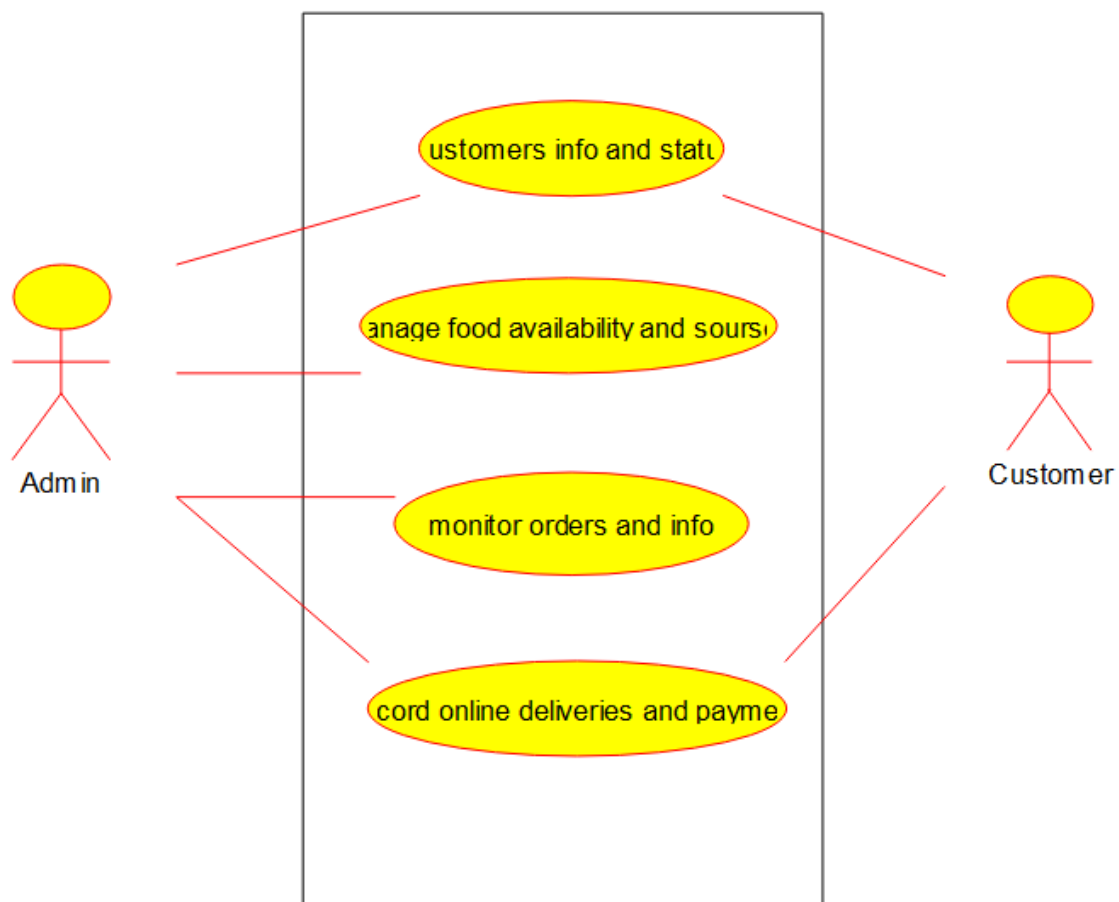 ustomers info and statu
anage food availability and sourse
Admin
Customer
monitor orders and info
cord online deliveries and payme